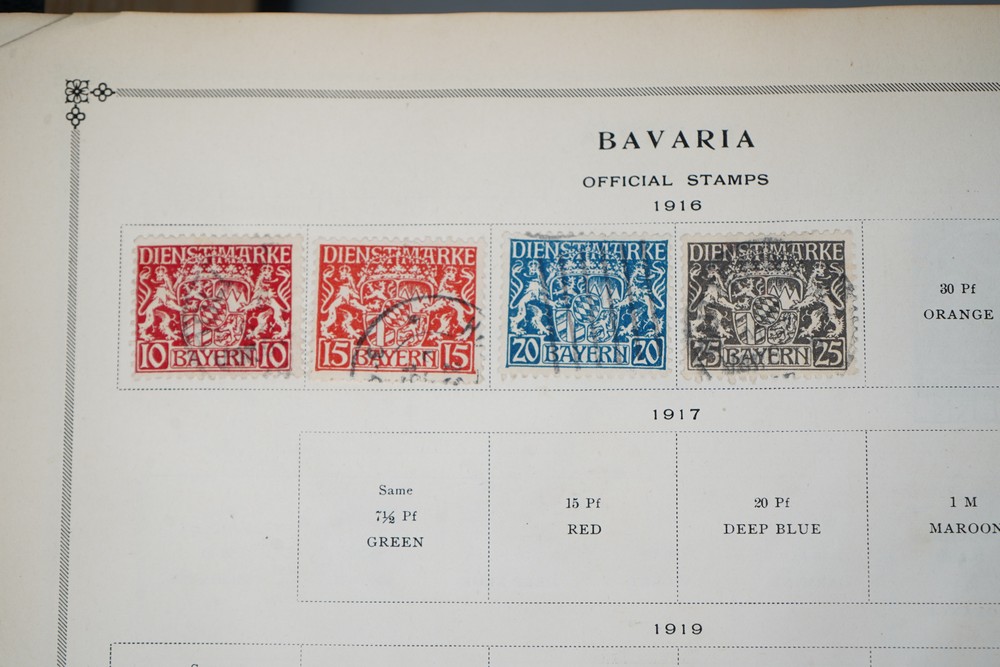 BAVARIA
OFFICIAL STAMPS
1916
DIENSTMARKE
10 BAYERN 10
DIENSTMARKE
15 BAYERN 15
DIENSTMARKE
20 BAYERN 20
DIENSTMARKE
25 BAYERN 25
30 Pf
ORANGE
1917
Same
7½ Pf
GREEN
15 Pf
RED
20 Pf
DEEP BLUE
1 M
MAROON
1919